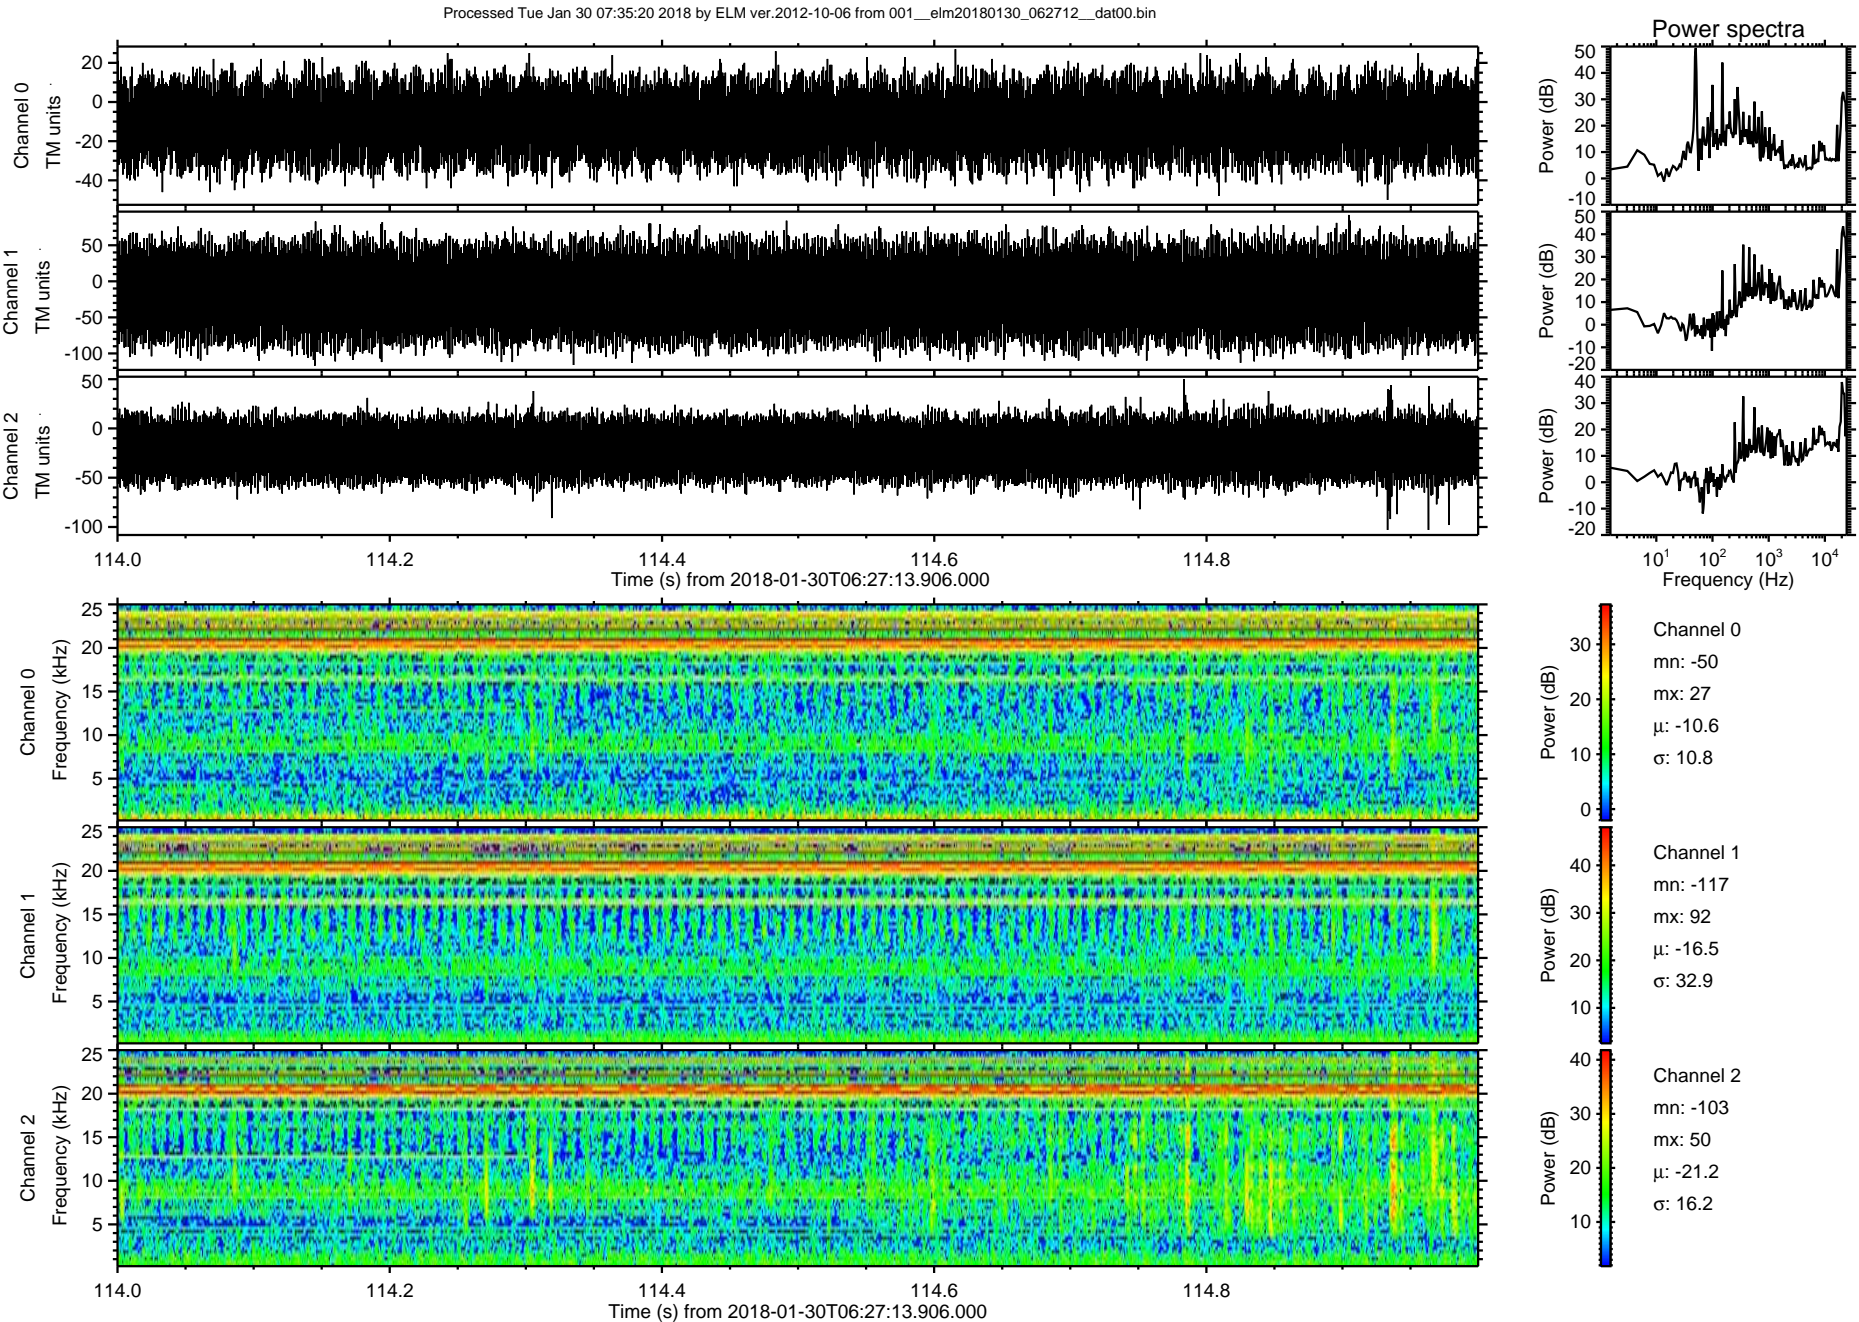 Processed Tue Jan 30 07:35:20 2018 by ELM ver.2012-10-06 from 001__elm20180130_062712__dat00.bin
Power spectra
Channel 0
TM units
20
0
-20
-40
Power (dB)
50
40
30
20
10
0
-10
Channel 1
TM units
50
0
-50
-100
Power (dB)
50
40
30
20
10
0
-10
-20
Channel 2
TM units
50
0
-50
-100
Power (dB)
40
30
20
10
0
-10
-20
114.0 114.2 114.4 114.6 114.8
Time (s) from 2018-01-30T06:27:13.906.000
10^1 10^2 10^3 10^4
Frequency (Hz)
Channel 0
Frequency (kHz)
25
20
15
10
5
Power (dB)
30
20
10
0
Channel 0
mn: -50
mx: 27
µ: -10.6
σ: 10.8
Channel 1
Frequency (kHz)
25
20
15
10
5
Power (dB)
40
30
20
10
Channel 1
mn: -117
mx: 92
µ: -16.5
σ: 32.9
Channel 2
Frequency (kHz)
25
20
15
10
5
Power (dB)
40
30
20
10
Channel 2
mn: -103
mx: 50
µ: -21.2
σ: 16.2
114.0 114.2 114.4 114.6 114.8
Time (s) from 2018-01-30T06:27:13.906.000